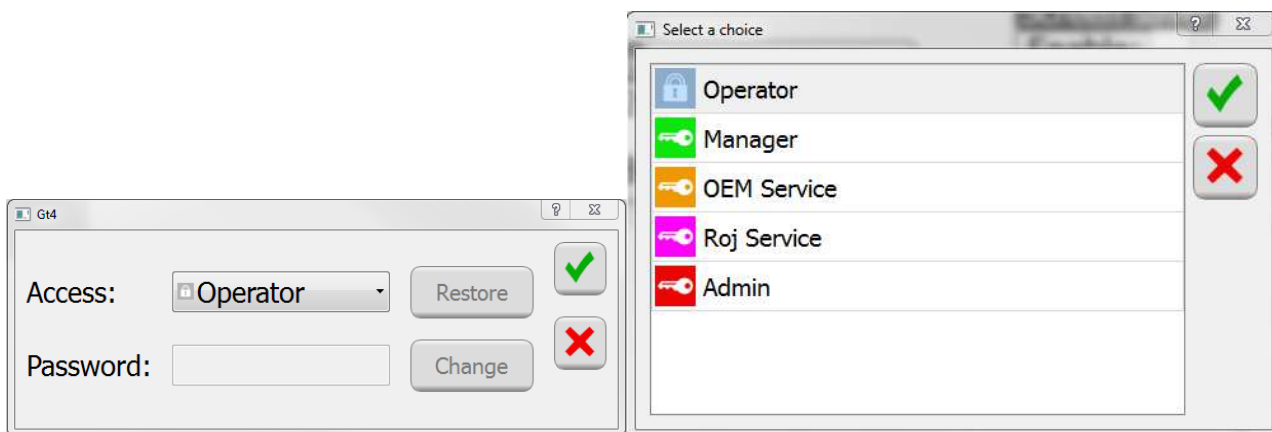 Gt4
Access:
Operator
Restore
Password:
Change
Select a choice
Operator
Manager
OEM Service
Roj Service
Admin